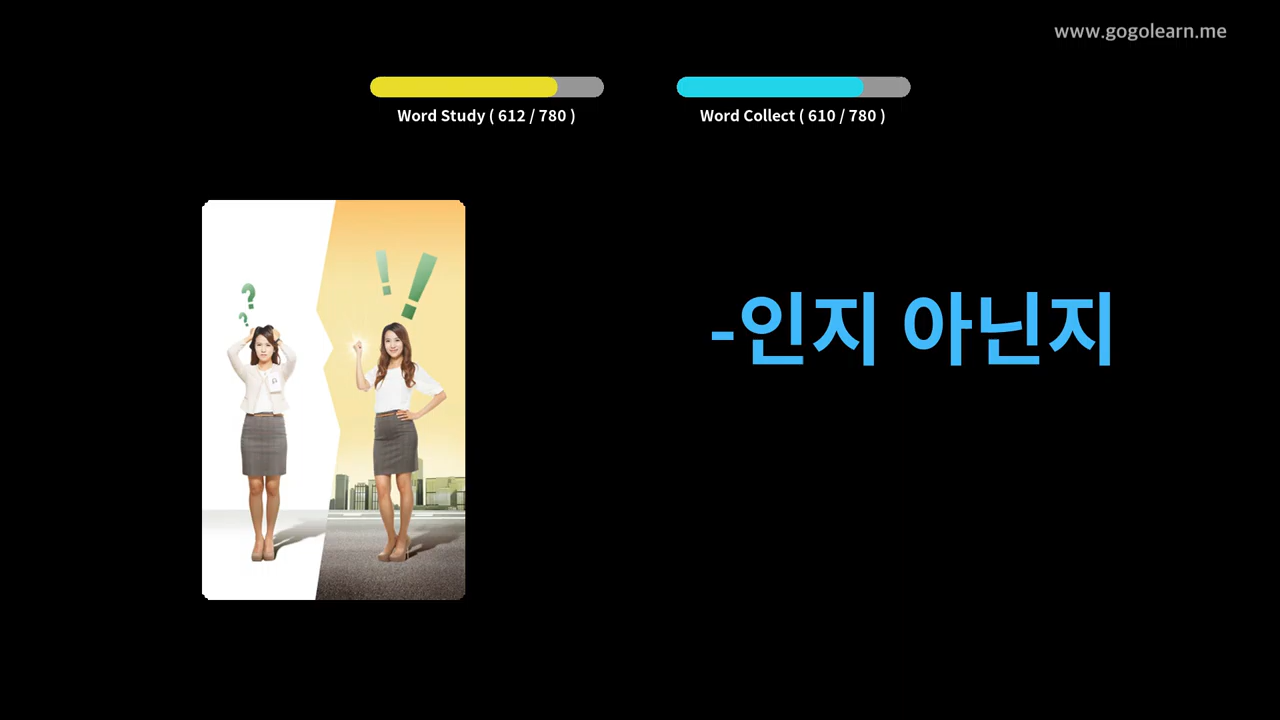 www.gogolearn.me
Word Study ( 612 / 780 )
Word Collect ( 610 / 780 )
? ?
! !
-인지 아닌지